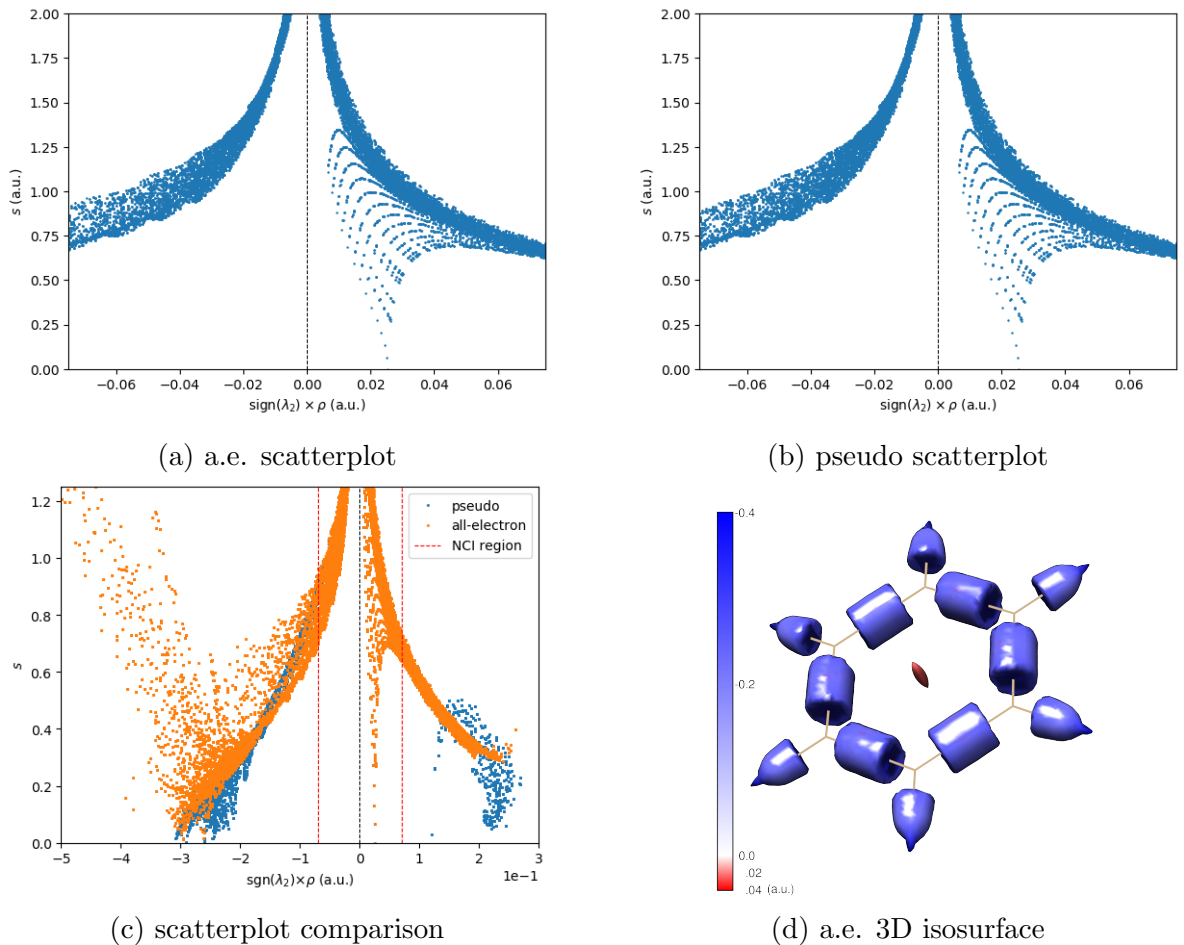 2.00
1.75
1.50
1.25
1.00
0.75
0.50
0.25
0.00
s (a.u.)
−0.06 −0.04 −0.02 0.00 0.02 0.04 0.06
sign(λ₂) × ρ (a.u.)
(a) a.e. scatterplot
2.00
1.75
1.50
1.25
1.00
0.75
0.50
0.25
0.00
s (a.u.)
−0.06 −0.04 −0.02 0.00 0.02 0.04 0.06
sign(λ₂) × ρ (a.u.)
(b) pseudo scatterplot
1.2
1.0
0.8
0.6
0.4
0.2
0.0
s
pseudo
all-electron
NCI region
−5 −4 −3 −2 −1 0 1 2 3
1e−1
sgn(λ₂)×ρ (a.u.)
(c) scatterplot comparison
-0.4
-0.2
0.0
.02
.04 (a.u.)
(d) a.e. 3D isosurface